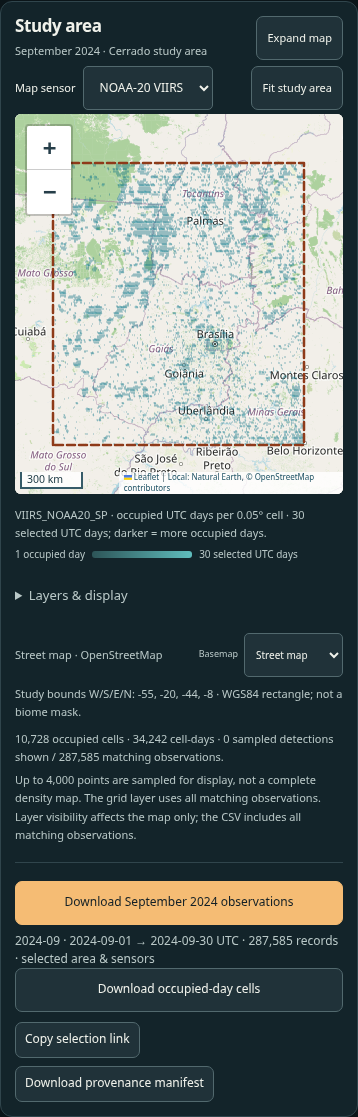 Study area
September 2024 · Cerrado study area
Expand map
Map sensor
NOAA-20 VIIRS
Fit study area
+
−
Tocantins
Palmas
Mato Grosso
Bah
Cuiabá
Brasília
Goiás
Goiânia
Montes Claros
Uberlândia
Minas Gerais
Mato Grosso
do Sul
São José
do Rio Preto
Ribeirão
Preto
Belo Horizonte
300 km
Leaflet | Local: Natural Earth, © OpenStreetMap
contributors
VIIRS_NOAA20_SP · occupied UTC days per 0.05° cell · 30
selected UTC days; darker = more occupied days.
1 occupied day
30 selected UTC days
▶ Layers & display
Street map · OpenStreetMap
Basemap
Street map
Study bounds W/S/E/N: -55, -20, -44, -8 · WGS84 rectangle; not a
biome mask.
10,728 occupied cells · 34,242 cell-days · 0 sampled detections
shown / 287,585 matching observations.
Up to 4,000 points are sampled for display, not a complete
density map. The grid layer uses all matching observations.
Layer visibility affects the map only; the CSV includes all
matching observations.
Download September 2024 observations
2024-09 · 2024-09-01 → 2024-09-30 UTC · 287,585 records
· selected area & sensors
Download occupied-day cells
Copy selection link
Download provenance manifest